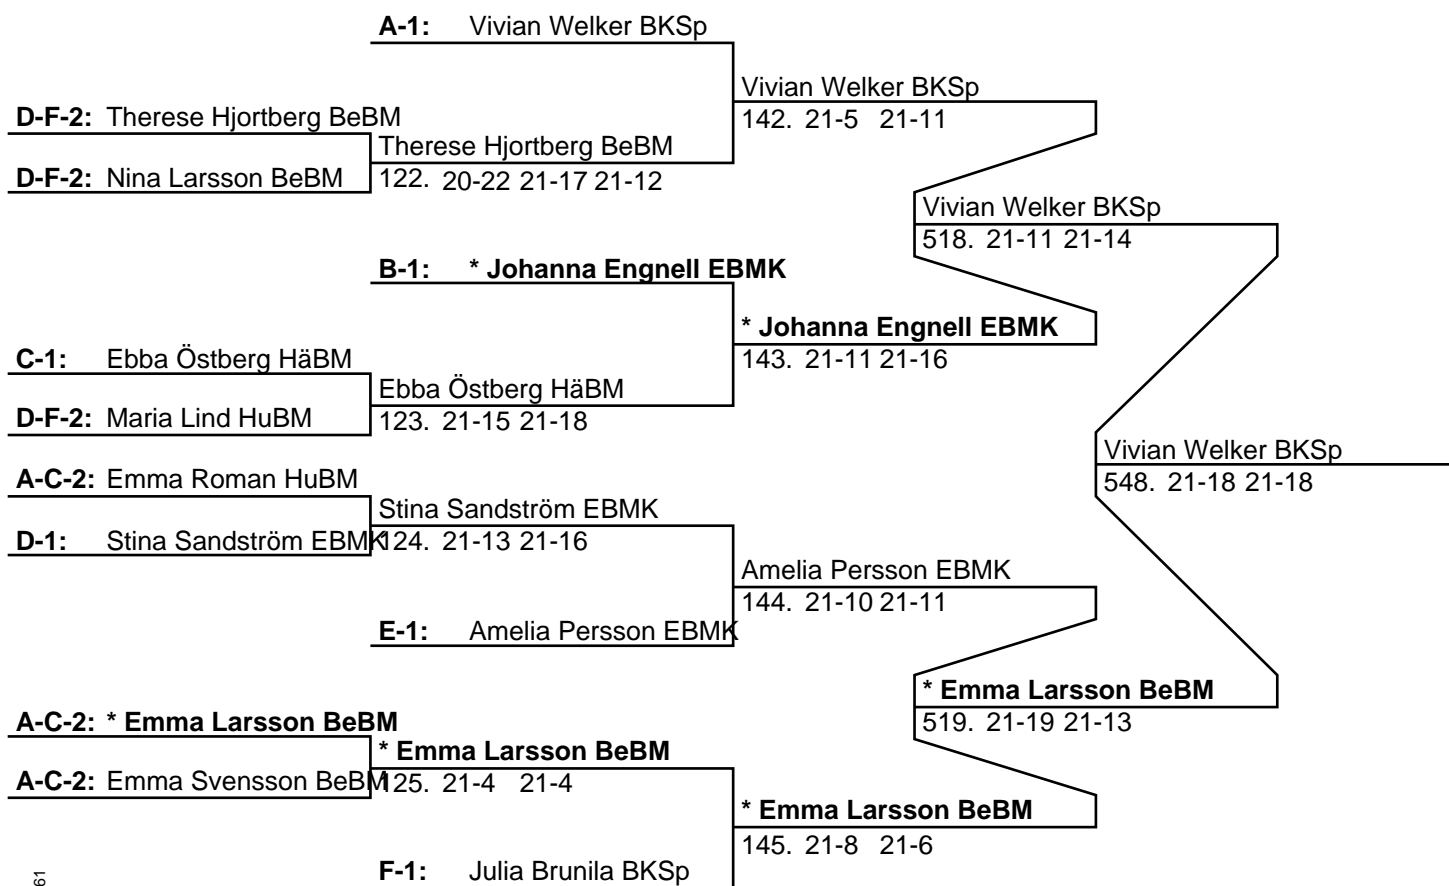 A-1: Vivian Welker BKSp
Vivian Welker BKSp
D-F-2: Therese Hjortberg BeBM
142. 21-5 21-11
Therese Hjortberg BeBM
D-F-2: Nina Larsson BeBM
122. 20-22 21-17 21-12
Vivian Welker BKSp
518. 21-11 21-14
B-1: * Johanna Engnell EBMK
* Johanna Engnell EBMK
C-1: Ebba Östberg HäBM
143. 21-11 21-16
Ebba Östberg HäBM
D-F-2: Maria Lind HuBM
123. 21-15 21-18
Vivian Welker BKSp
A-C-2: Emma Roman HuBM
548. 21-18 21-18
Stina Sandström EBMK
D-1: Stina Sandström EBMK
124. 21-13 21-16
Amelia Persson EBMK
144. 21-10 21-11
E-1: Amelia Persson EBMK
* Emma Larsson BeBM
A-C-2: * Emma Larsson BeBM
519. 21-19 21-13
* Emma Larsson BeBM
A-C-2: Emma Svensson BeBM
125. 21-4 21-4
* Emma Larsson BeBM
145. 21-8 21-6
F-1: Julia Brunila BKSp
61